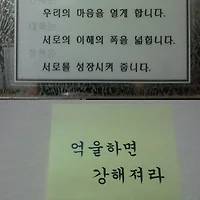 우리의 마음을 열게 합니다.
서로의 이해의 폭을 넓힙니다.
서로를 성장시켜 줍니다.
억울하면
강해져라